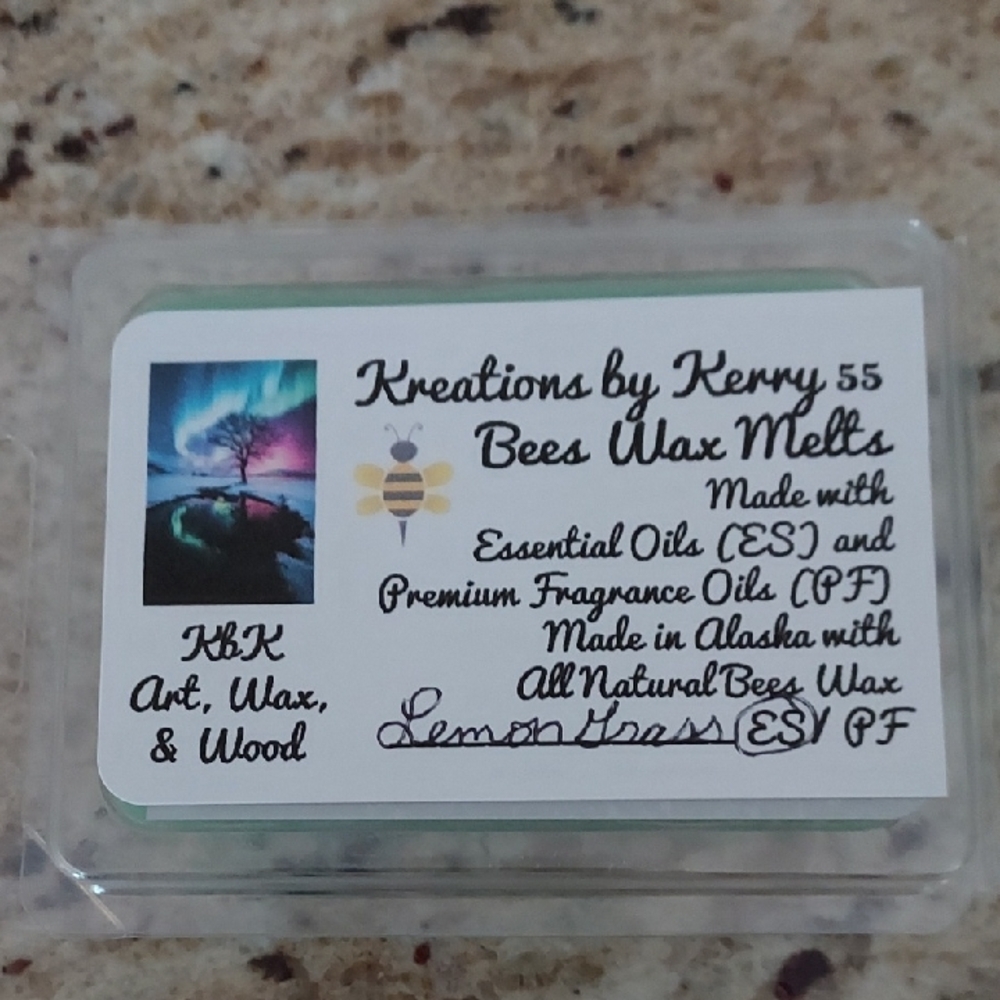 Kreations by Kerry 55
Bees Wax Melts
Made with
Essential Oils (ES) and
Premium Fragrance Oils (PF)
Made in Alaska with
All Natural Bees Wax
Lemon Grass ES/ PF
KbK
Art, Wax,
& Wood